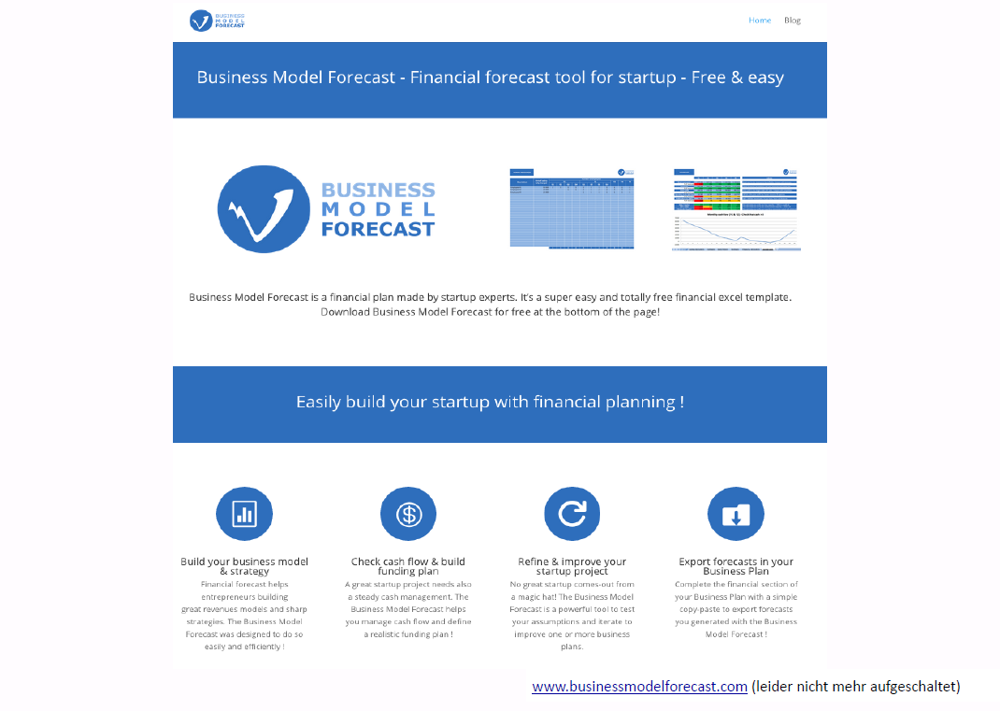 BUSINESS
MODEL
FORECAST
Home Blog
Business Model Forecast - Financial forecast tool for startup - Free & easy
BUSINESS
MODEL
FORECAST
Business Model Forecast is a financial plan made by startup experts. It's a super easy and totally free financial excel template.
Download Business Model Forecast for free at the bottom of the page!
Easily build your startup with financial planning !
Build your business model
& strategy
Financial forecast helps
entrepreneurs building
great revenues models and sharp
strategies. The Business Model
Forecast was designed to do so
easily and efficiently !
Check cash flow & build
funding plan
A great startup project needs also
a steady cash management. The
Business Model Forecast helps
you manage cash flow and define
a realistic funding plan !
Refine & improve your
startup project
No great startup comes-out from
a magic hat! The Business Model
Forecast is a powerful tool to test
your assumptions and iterate to
improve one or more business
plans.
Export forecasts in your
Business Plan
Complete the financial section of
your Business Plan with a simple
copy-paste to export forecasts
you generated with the Business
Model Forecast !
www.businessmodelforecast.com (leider nicht mehr aufgeschaltet)